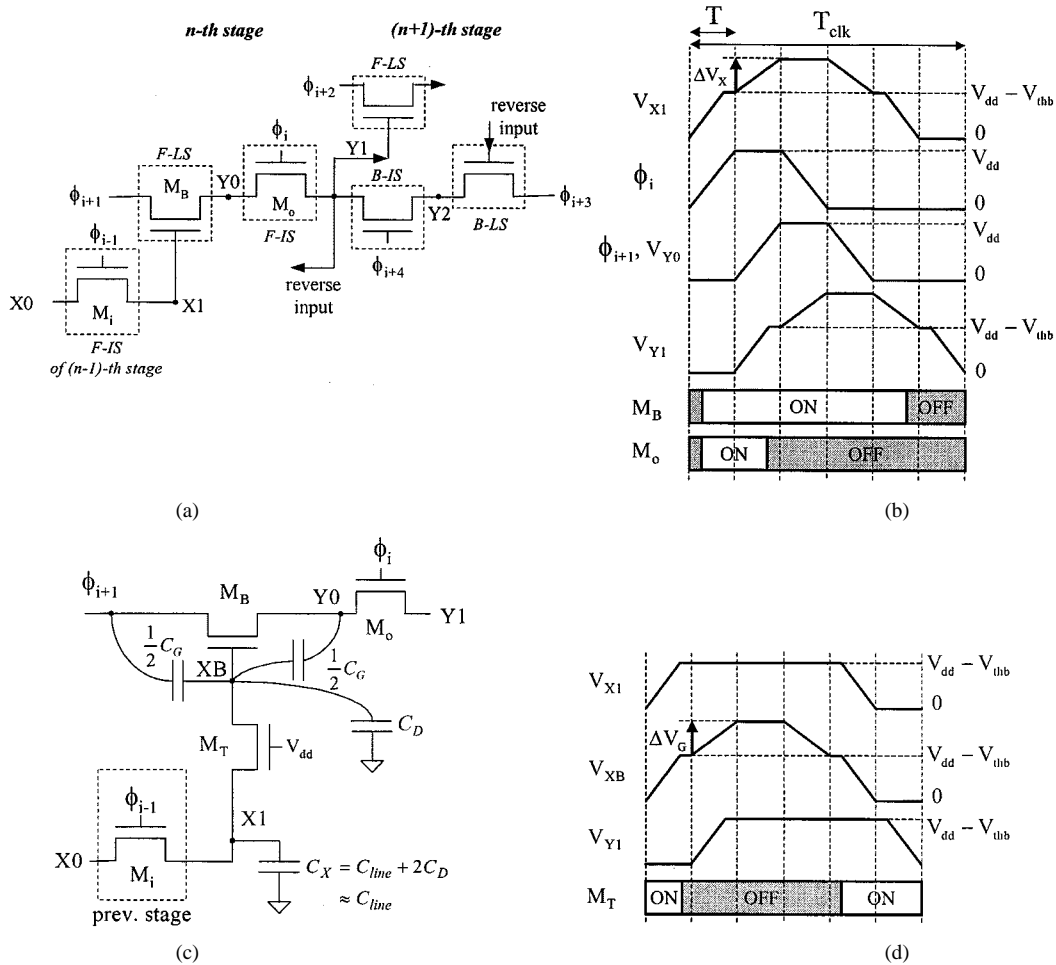 n-th stage
(n+1)-th stage
F-LS
ϕi+2
reverse
input
ϕi
Y1
F-LS
MB
Y0
B-IS
ϕi+1
Mo
Y2
ϕi+3
F-IS
B-LS
ϕi-1
ϕi+4
reverse
input
X0
Mi
X1
F-IS
of (n-1)-th stage
(a)
T
Tclk
ΔVX
VX1
Vdd − Vthb
0
ϕi
Vdd
0
ϕi+1, VY0
Vdd
0
VY1
Vdd − Vthb
0
MB
ON
OFF
Mo
ON
OFF
(b)
ϕi
ϕi+1
MB
Y0
Mo
Y1
1/2 CG
XB
1/2 CG
CD
MT
Vdd
X1
ϕi-1
X0
Mi
CX = Cline + 2CD
≈ Cline
prev. stage
(c)
VX1
Vdd − Vthb
0
ΔVG
VXB
Vdd − Vthb
0
VY1
Vdd − Vthb
MT
ON
OFF
ON
(d)